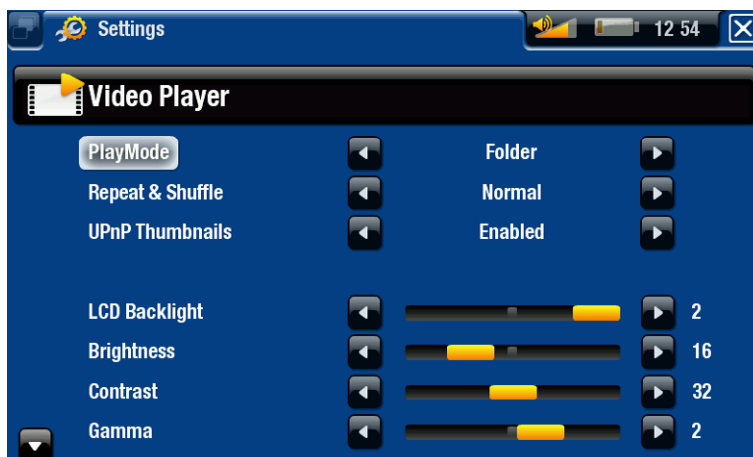 Settings 12 54
Video Player
PlayMode Folder
Repeat & Shuffle Normal
UPnP Thumbnails Enabled
LCD Backlight 2
Brightness 16
Contrast 32
Gamma 2